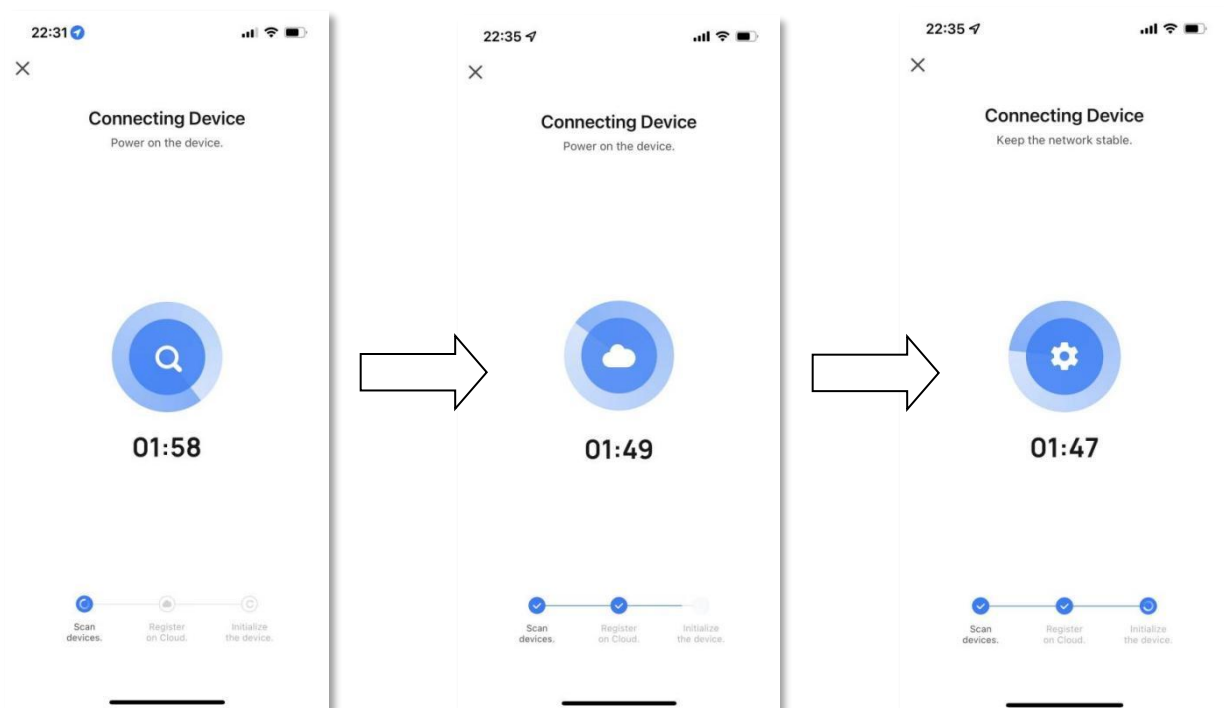 22:31
Connecting Device
Power on the device.
01:58
Scan
devices.
Register
on Cloud.
Initialize
the device.
22:35
Connecting Device
Power on the device.
01:49
Scan
devices.
Register
on Cloud.
Initialize
the device.
22:35
Connecting Device
Keep the network stable.
01:47
Scan
devices.
Register
on Cloud.
Initialize
the device.